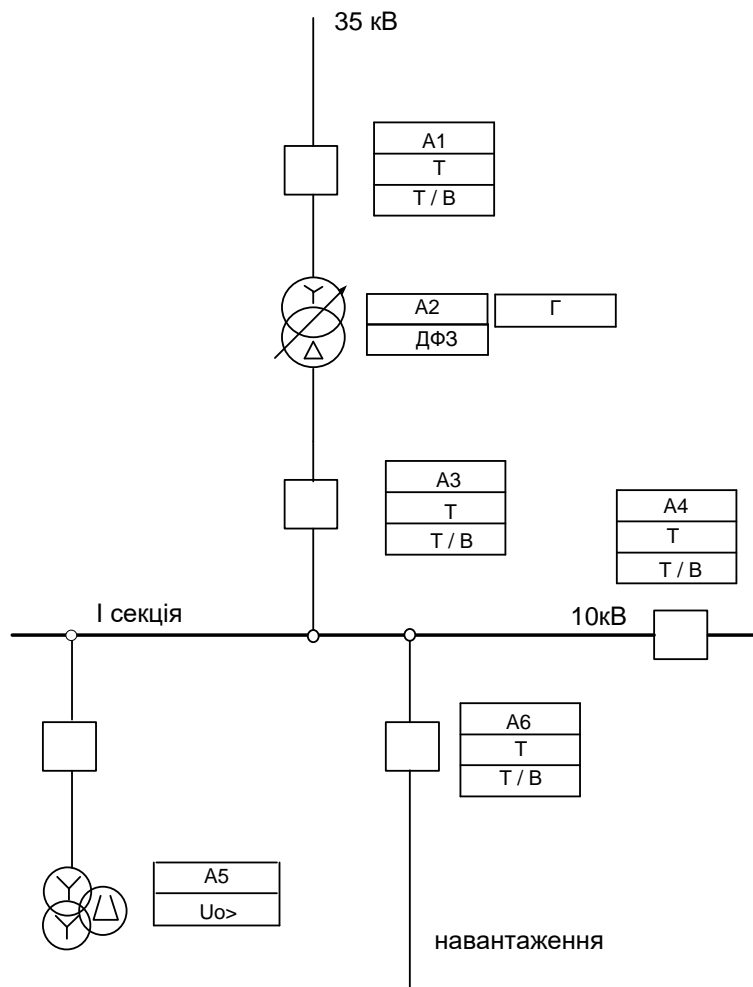 35 кВ
А1
Т
Т / В
А2
Г
ДФЗ
А3
Т
Т / В
А4
Т
Т / В
І секція
10кВ
А6
Т
Т / В
А5
Uo>
навантаження